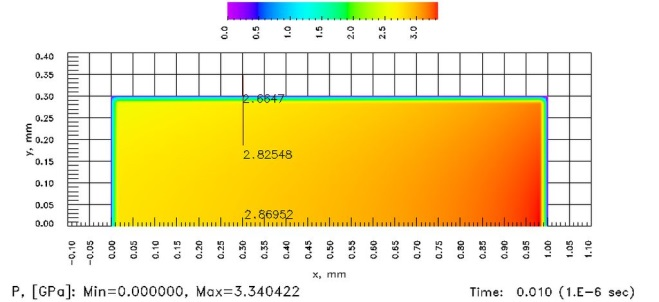 0.0 0.5 1.0 1.5 2.0 2.5 3.0
0.40
0.35
0.30
0.25
0.20
0.15
0.10
0.05
0.00
y, mm
2.6647
2.82548
2.86952
-0.10 -0.05 0.00 0.05 0.10 0.15 0.20 0.25 0.30 0.35 0.40 0.45 0.50 0.55 0.60 0.65 0.70 0.75 0.80 0.85 0.90 0.95 1.00 1.05 1.10
x, mm
P, [GPa]: Min=0.000000, Max=3.340422 Time: 0.010 (1.E-6 sec)